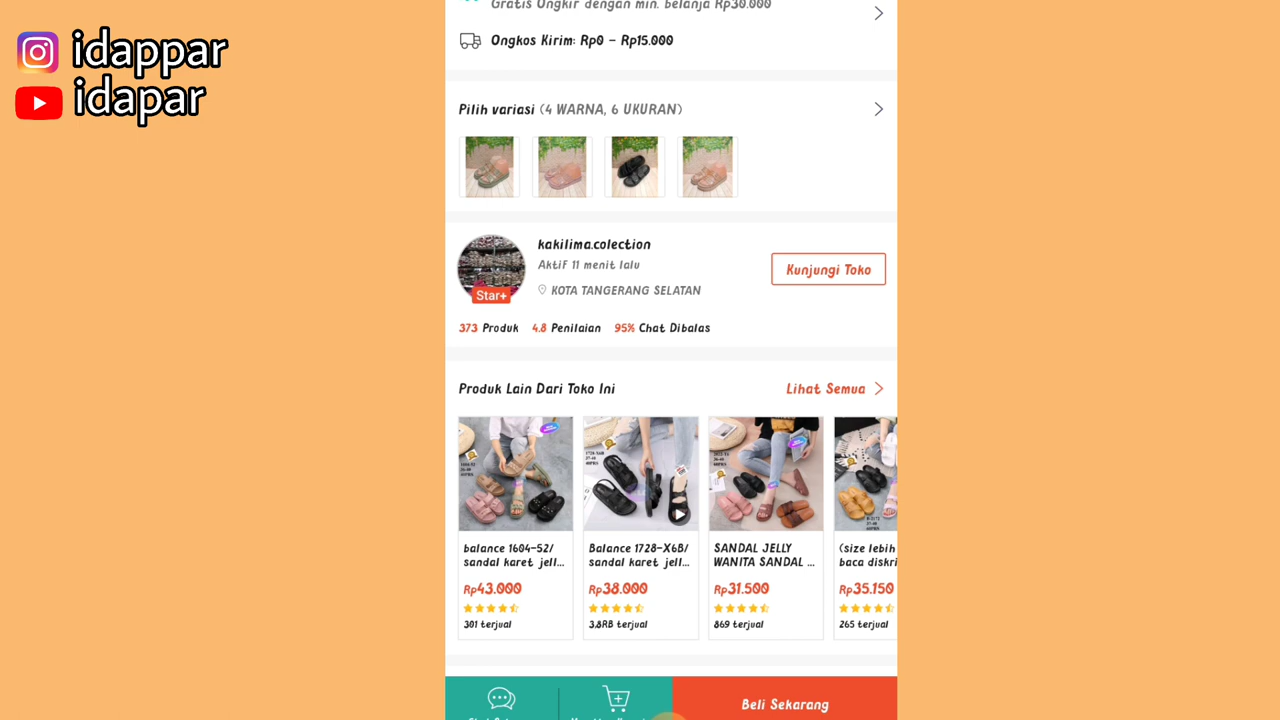 idappar
idapar
Gratis Ongkir dengan min. belanja Rp30.000
Ongkos Kirim: Rp0 - Rp15.000
Pilih variasi (4 WARNA, 6 UKURAN)
kakilima.colection
Aktif 11 menit lalu
KOTA TANGERANG SELATAN
Star+
Kunjungi Toko
373 Produk 4.8 Penilaian 95% Chat Dibalas
Produk Lain Dari Toko Ini
Lihat Semua
balance 1604-52/
sandal karet jell...
Rp43.000
301 terjual
Balance 1728-X6B/
sandal karet jell...
Rp38.000
3,8RB terjual
SANDAL JELLY
WANITA SANDAL ...
Rp31.500
869 terjual
(size lebih
baca diskri
Rp35.150
265 terjual
Beli Sekarang